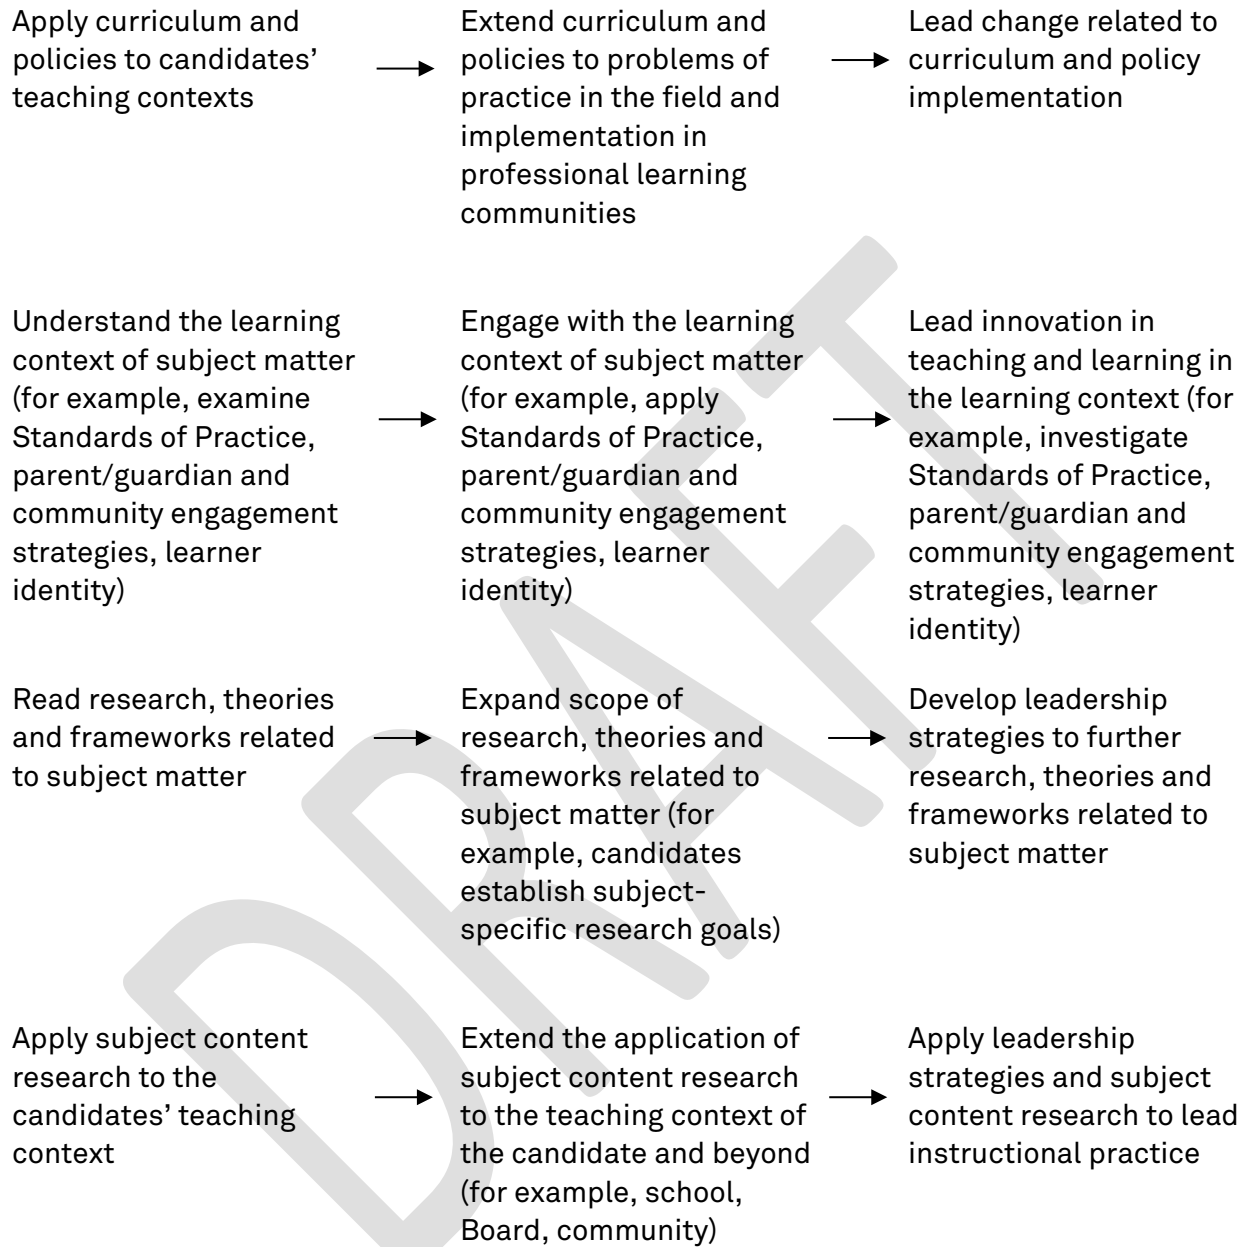 Apply curriculum and
policies to candidates’
teaching contexts
Extend curriculum and
policies to problems of
practice in the field and
implementation in
professional learning
communities
Lead change related to
curriculum and policy
implementation
Understand the learning
context of subject matter
(for example, examine
Standards of Practice,
parent/guardian and
community engagement
strategies, learner
identity)
Engage with the learning
context of subject matter
(for example, apply
Standards of Practice,
parent/guardian and
community engagement
strategies, learner
identity)
Lead innovation in
teaching and learning in
the learning context (for
example, investigate
Standards of Practice,
parent/guardian and
community engagement
strategies, learner
identity)
Read research, theories
and frameworks related
to subject matter
Expand scope of
research, theories and
frameworks related to
subject matter (for
example, candidates
establish subject-
specific research goals)
Develop leadership
strategies to further
research, theories and
frameworks related to
subject matter
Apply subject content
research to the
candidates’ teaching
context
Extend the application of
subject content research
to the teaching context of
the candidate and beyond
(for example, school,
Board, community)
Apply leadership
strategies and subject
content research to lead
instructional practice
DRAFT